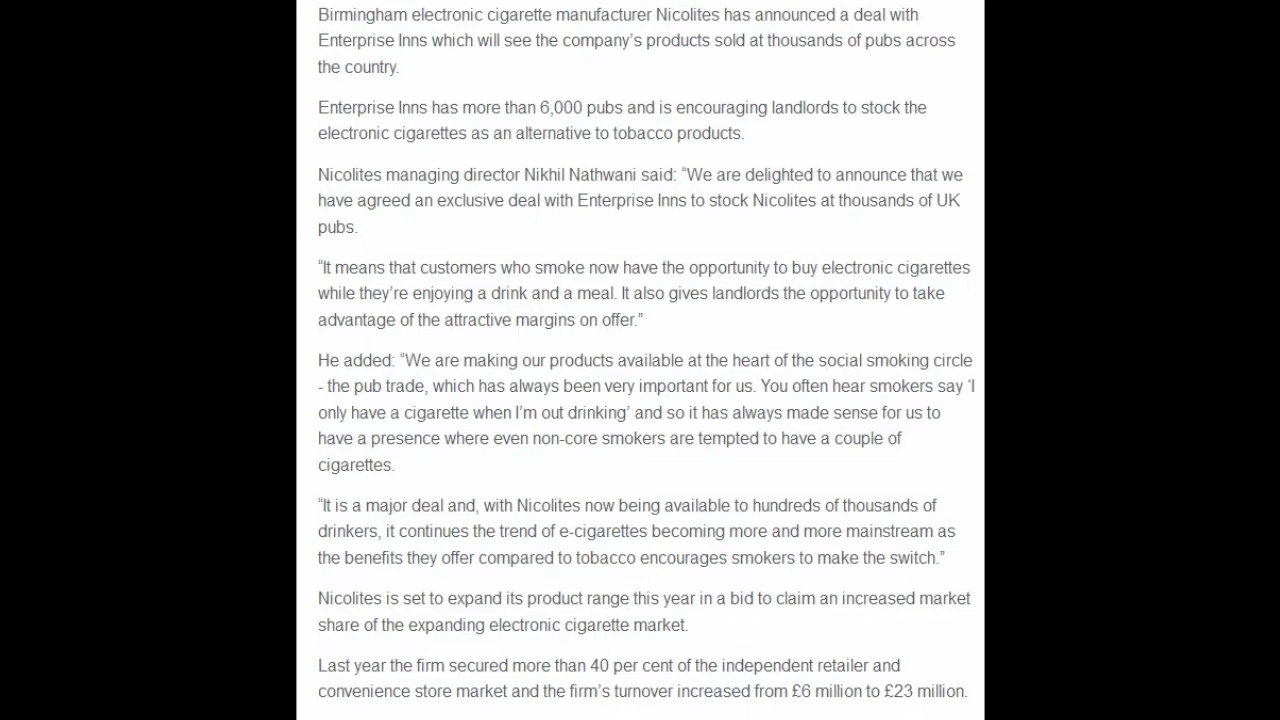 Birmingham electronic cigarette manufacturer Nicolites has announced a deal with
Enterprise Inns which will see the company's products sold at thousands of pubs across
the country.
Enterprise Inns has more than 6,000 pubs and is encouraging landlords to stock the
electronic cigarettes as an alternative to tobacco products.
Nicolites managing director Nikhil Nathwani said: “We are delighted to announce that we
have agreed an exclusive deal with Enterprise Inns to stock Nicolites at thousands of UK
pubs.
“It means that customers who smoke now have the opportunity to buy electronic cigarettes
while they’re enjoying a drink and a meal. It also gives landlords the opportunity to take
advantage of the attractive margins on offer.”
He added: “We are making our products available at the heart of the social smoking circle
- the pub trade, which has always been very important for us. You often hear smokers say ‘I
only have a cigarette when I’m out drinking’ and so it has always made sense for us to
have a presence where even non-core smokers are tempted to have a couple of
cigarettes.
“It is a major deal and, with Nicolites now being available to hundreds of thousands of
drinkers, it continues the trend of e-cigarettes becoming more and more mainstream as
the benefits they offer compared to tobacco encourages smokers to make the switch.”
Nicolites is set to expand its product range this year in a bid to claim an increased market
share of the expanding electronic cigarette market.
Last year the firm secured more than 40 per cent of the independent retailer and
convenience store market and the firm’s turnover increased from £6 million to £23 million.